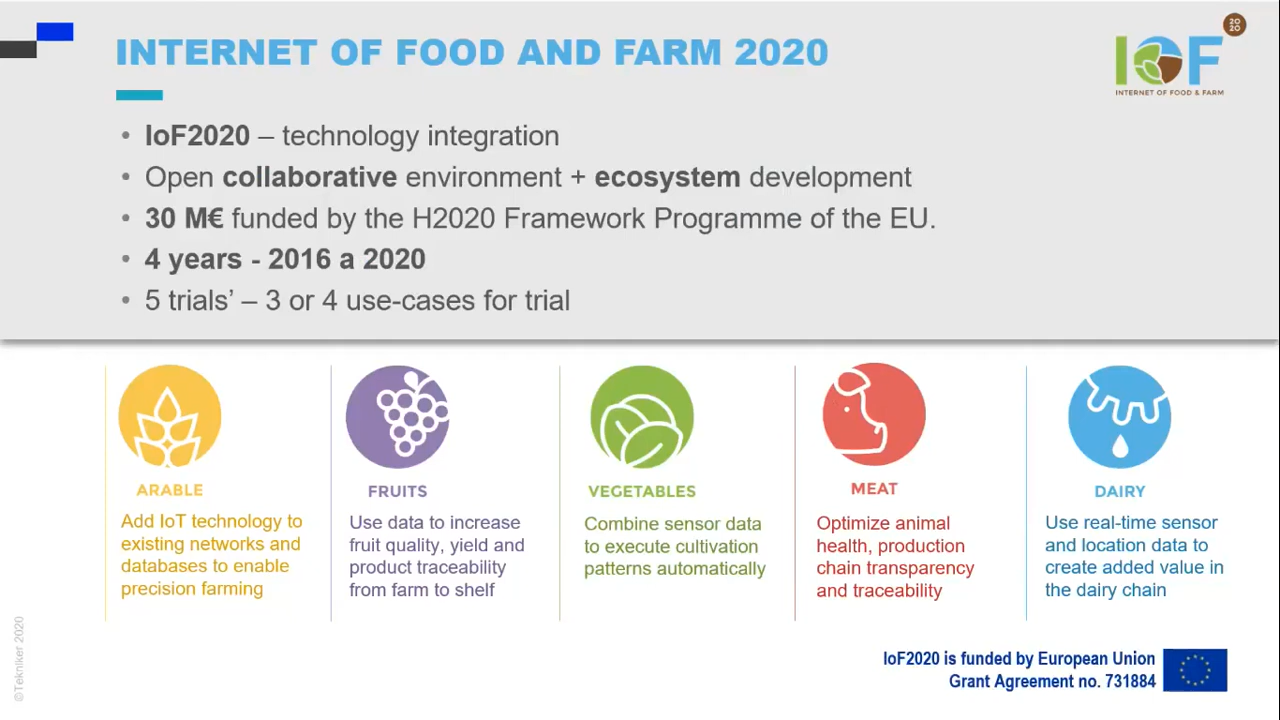 INTERNET OF FOOD AND FARM 2020
20
20
IoF
INTERNET OF FOOD & FARM
• IoF2020 – technology integration
• Open collaborative environment + ecosystem development
• 30 M€ funded by the H2020 Framework Programme of the EU.
• 4 years - 2016 a 2020
• 5 trials’ – 3 or 4 use-cases for trial
ARABLE
Add IoT technology to
existing networks and
databases to enable
precision farming
FRUITS
Use data to increase
fruit quality, yield and
product traceability
from farm to shelf
VEGETABLES
Combine sensor data
to execute cultivation
patterns automatically
MEAT
Optimize animal
health, production
chain transparency
and traceability
DAIRY
Use real-time sensor
and location data to
create added value in
the dairy chain
©Tekniker 2020
IoF2020 is funded by European Union
Grant Agreement no. 731884